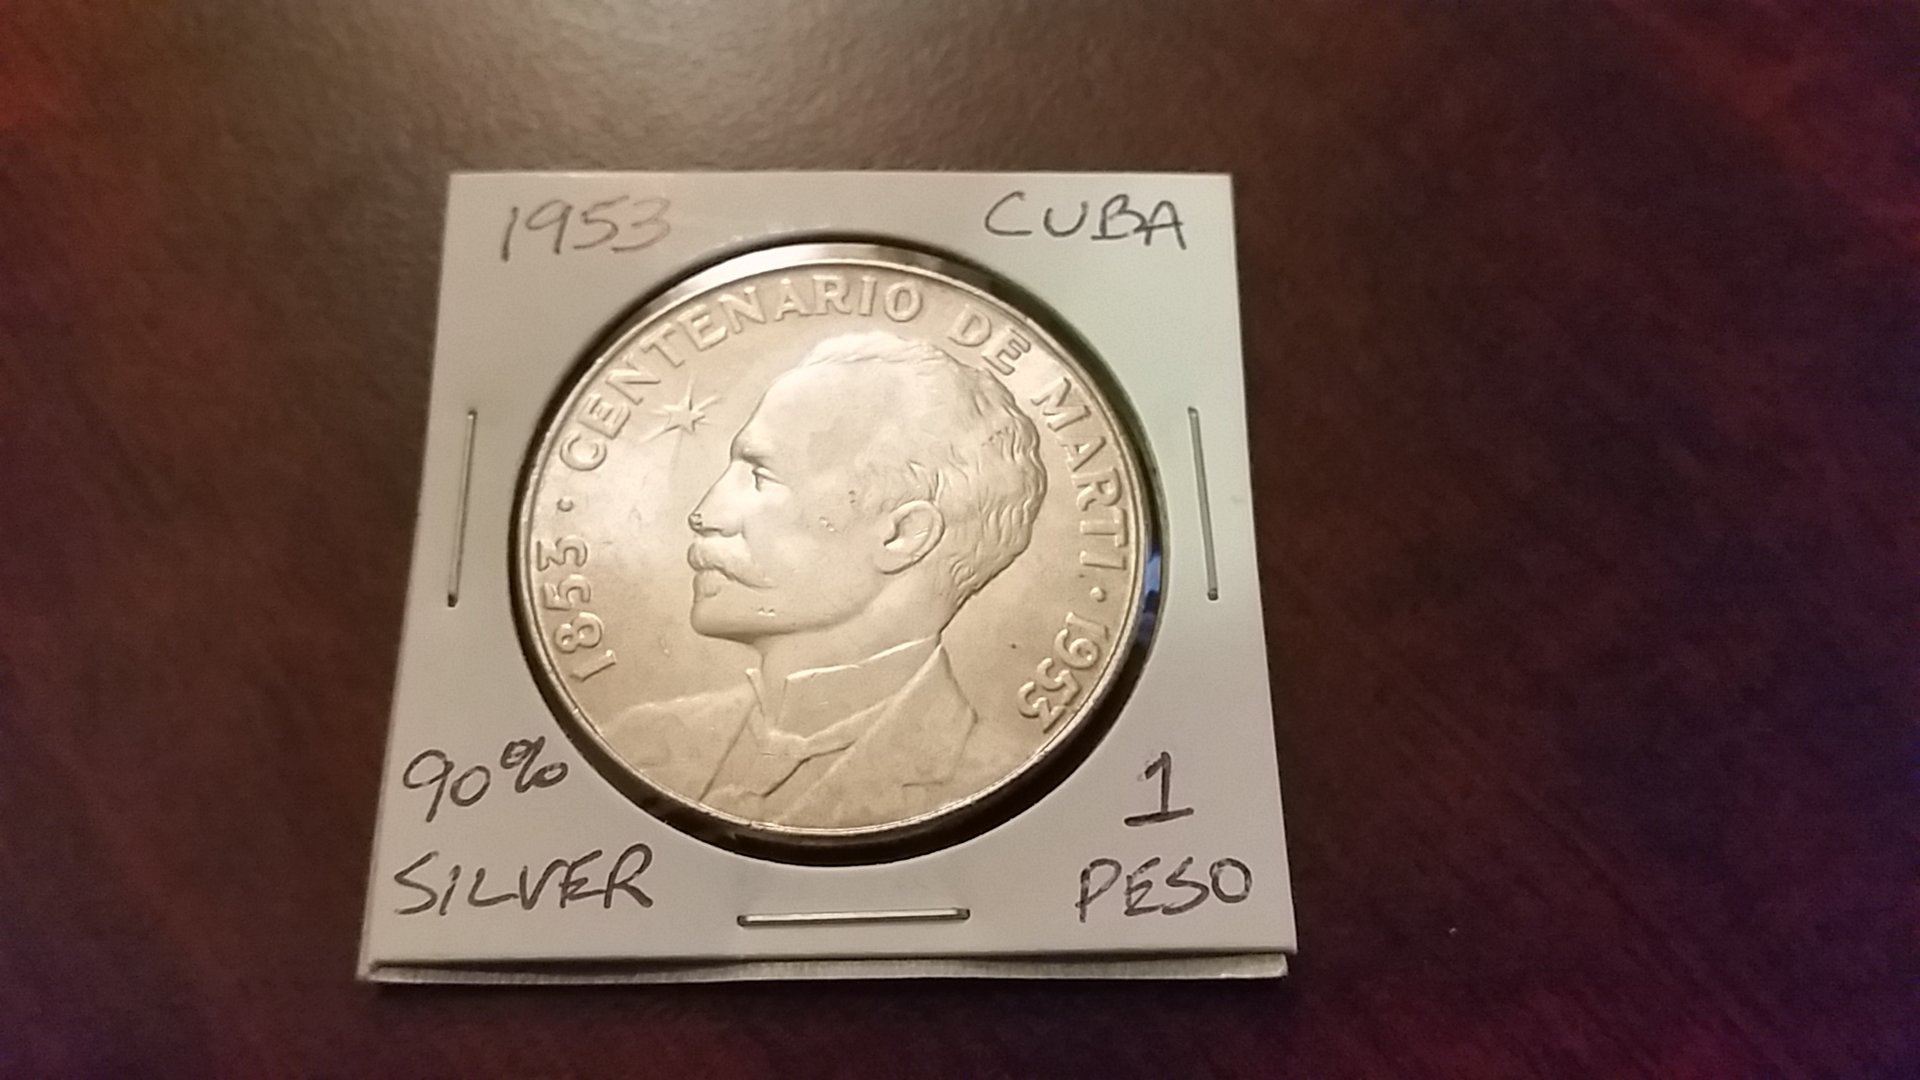 1953 CUBA
1853 · CENTENARIO DE MARTI · 1953
90% 1
SILVER PESO